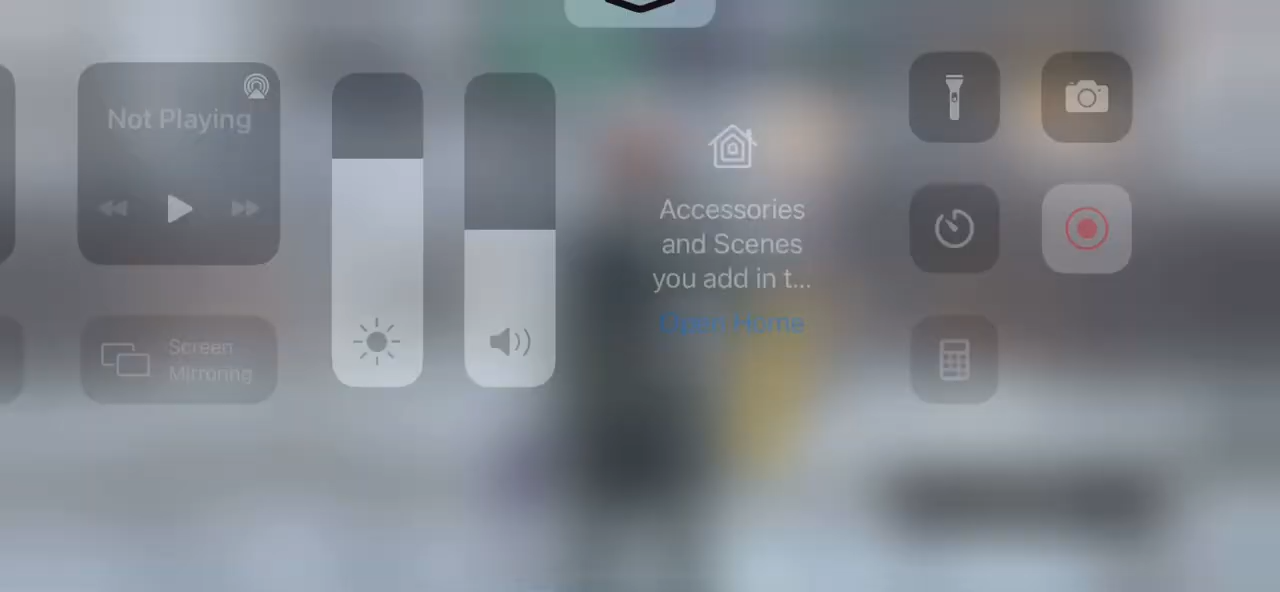 Not Playing
Screen
Mirroring
Accessories
and Scenes
you add in t...
Open Home